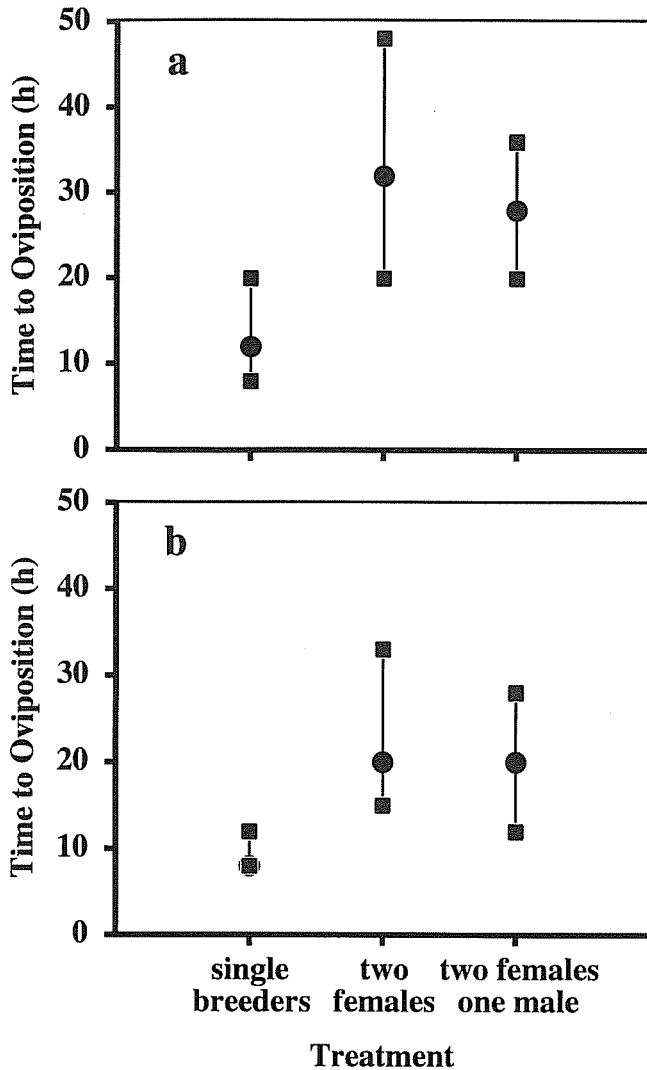 50
a
40
30
20
10
0
Time to Oviposition (h)
50
b
40
30
20
10
0
Time to Oviposition (h)
single breeders
two females
two females one male
Treatment